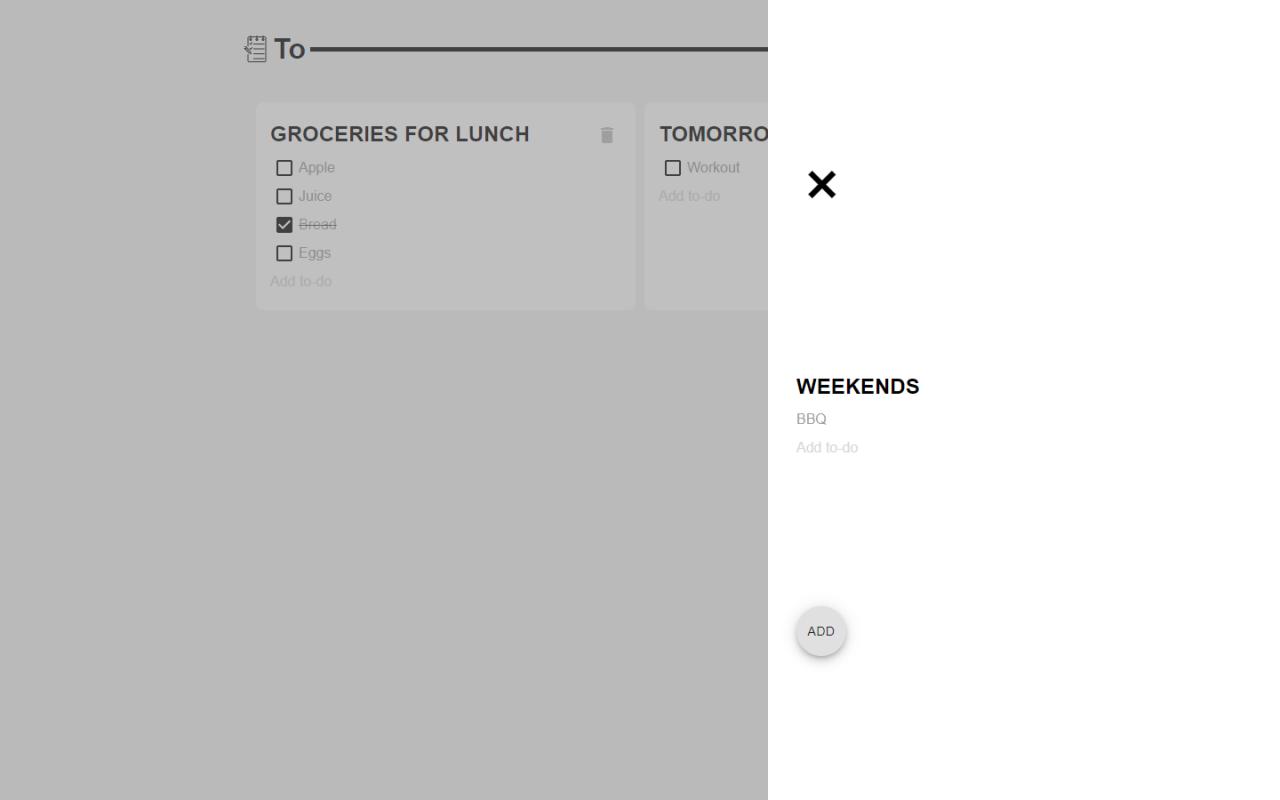 To
GROCERIES FOR LUNCH
Apple
Juice
Bread
Eggs
Add to-do
TOMORRO
Workout
Add to-do
WEEKENDS
BBQ
Add to-do
ADD